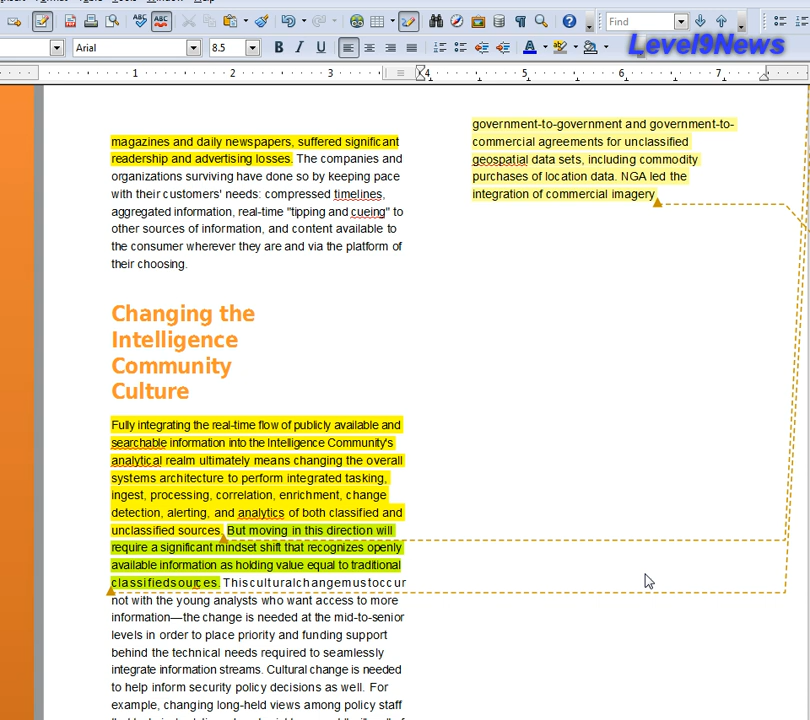 Find
Level9News
Arial
8.5
B I U
1 2 3 4 5 6 7
magazines and daily newspapers, suffered significant
readership and advertising losses. The companies and
organizations surviving have done so by keeping pace
with their customers' needs: compressed timelines,
aggregated information, real-time "tipping and cueing" to
other sources of information, and content available to
the consumer wherever they are and via the platform of
their choosing.
Changing the
Intelligence
Community
Culture
Fully integrating the real-time flow of publicly available and
searchable information into the Intelligence Community's
analytical realm ultimately means changing the overall
systems architecture to perform integrated tasking,
ingest, processing, correlation, enrichment, change
detection, alerting, and analytics of both classified and
unclassified sources. But moving in this direction will
require a significant mindset shift that recognizes openly
available information as holding value equal to traditional
classifiedsources. Thisculturalchangemustoccur
not with the young analysts who want access to more
information—the change is needed at the mid-to-senior
levels in order to place priority and funding support
behind the technical needs required to seamlessly
integrate information streams. Cultural change is needed
to help inform security policy decisions as well. For
example, changing long-held views among policy staff
government-to-government and government-to-
commercial agreements for unclassified
geospatial data sets, including commodity
purchases of location data. NGA led the
integration of commercial imagery